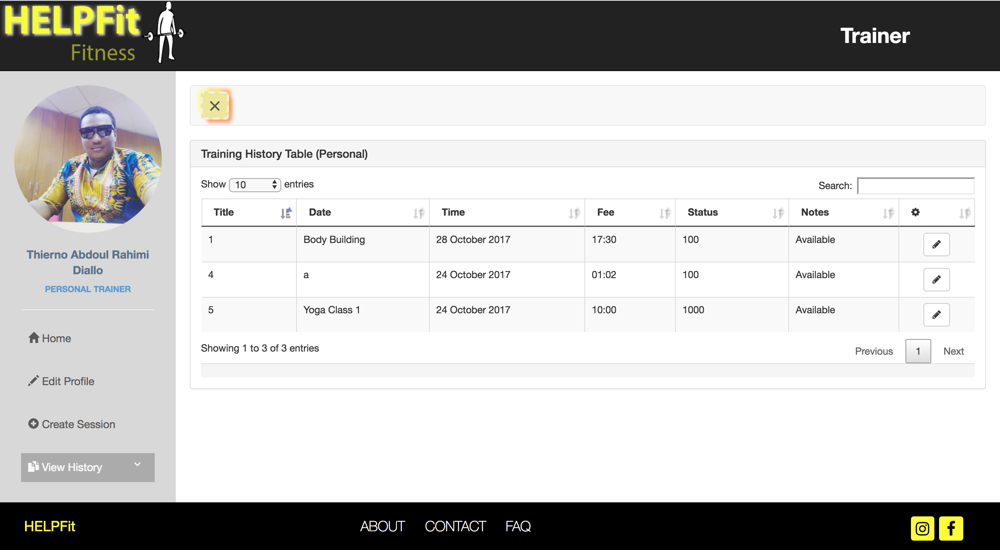 HELPFit
Fitness
Trainer
Thierno Abdoul Rahimi
Diallo
PERSONAL TRAINER
Home
Edit Profile
Create Session
View History
Training History Table (Personal)
Show 10 entries
Search:
Title Date Time Fee Status Notes
1 Body Building 28 October 2017 17:30 100 Available
4 a 24 October 2017 01:02 100 Available
5 Yoga Class 1 24 October 2017 10:00 1000 Available
Showing 1 to 3 of 3 entries
Previous 1 Next
HELPFit
ABOUT CONTACT FAQ